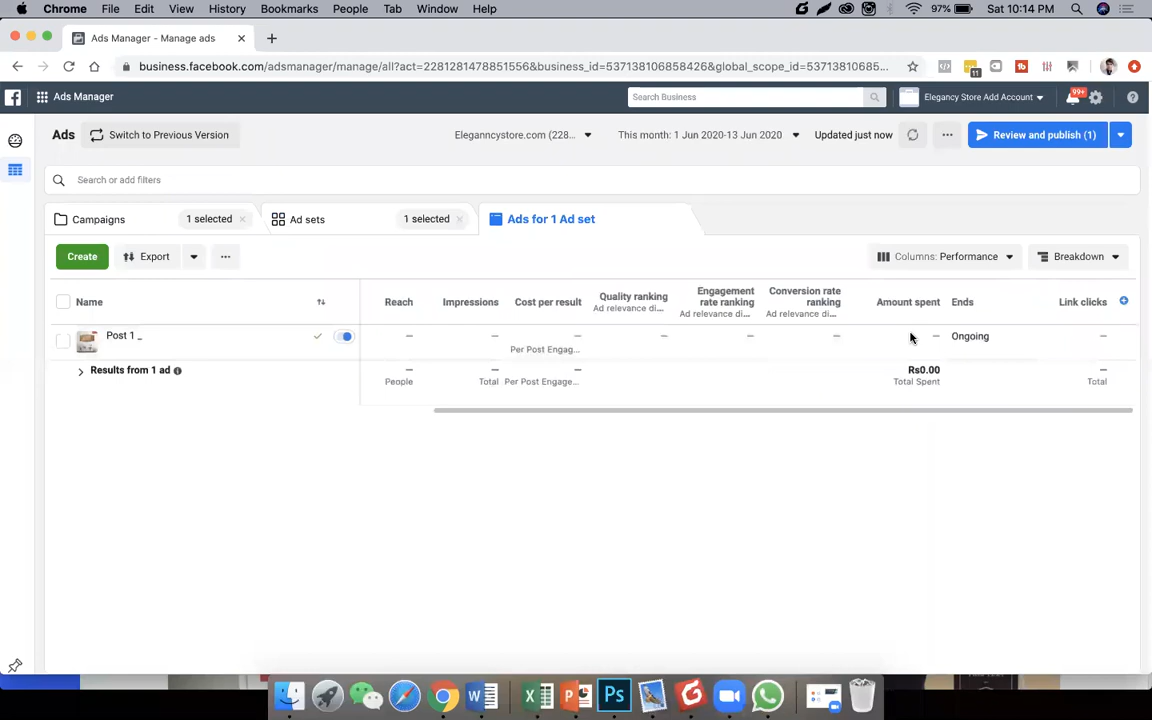 Chrome File Edit View History Bookmarks People Tab Window Help 97% Sat 10:14 PM
Ads Manager - Manage ads
business.facebook.com/adsmanager/manage/all?act=2281281478851556&business_id=537138106858426&global_scope_id=53713810685...
11
Ads Manager Search Business Elegancy Store Add Account 99+
Ads Switch to Previous Version Eleganncystore.com (228... This month: 1 Jun 2020-13 Jun 2020 Updated just now Review and publish (1)
Search or add filters
Campaigns 1 selected Ad sets 1 selected Ads for 1 Ad set
Create Export Columns: Performance Breakdown
Name Reach Impressions Cost per result Quality ranking Ad relevance di... Engagement rate ranking Ad relevance di... Conversion rate ranking Ad relevance di... Amount spent Ends Link clicks
Post 1 _ — — — — — — — Ongoing —
Per Post Engag...
Results from 1 ad — — — Rs0.00 —
People Total Per Post Engage... Total Spent Total
W X P Ps